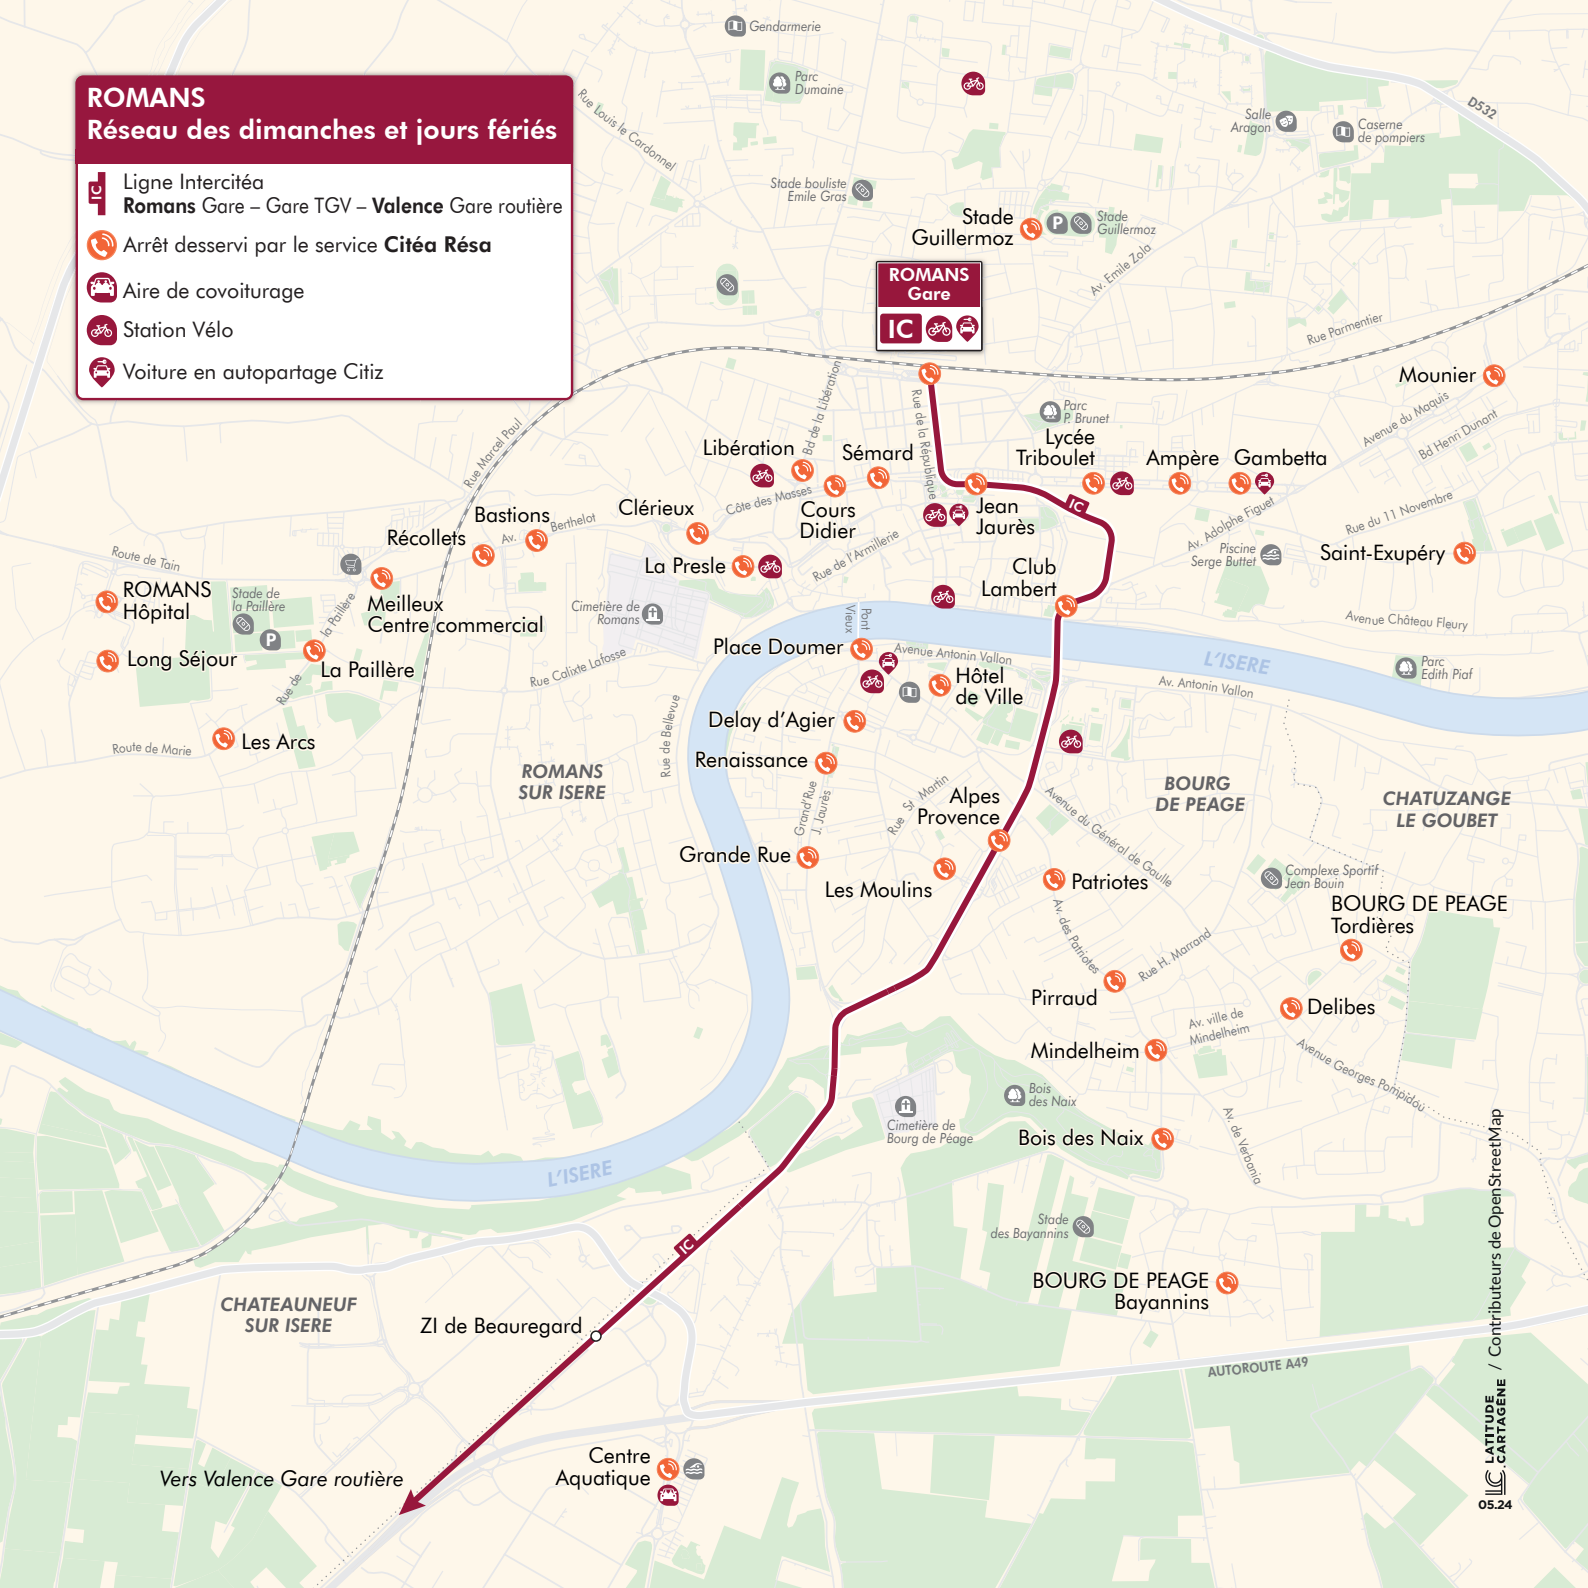 ROMANS
Réseau des dimanches et jours fériés
IC
Ligne Intercitéa
Romans Gare – Gare TGV – Valence Gare routière
Arrêt desservi par le service Citéa Résa
Aire de covoiturage
Station Vélo
Voiture en autopartage Citiz
Gendarmerie
Parc
Dumaine
Rue Louis le Cardonnel
D532
Salle
Aragon
Caserne
de pompiers
Stade bouliste
Emile Gras
Stade
Guillermoz
P
Stade
Guillermoz
Av. Emile Zola
ROMANS
Gare
IC
Rue Parmentier
Mounier
Avenue du Maquis
Bd Henri Dunant
Parc
P. Brunet
Bd de la Libération
Rue de la République
Rue Marcel Paul
Libération
Sémard
Lycée
Triboulet
Ampère
Gambetta
Côte des Masses
Cours
Didier
Jean
Jaurès
IC
Av. Adolphe Figuet
Rue du 11 Novembre
Clérieux
Bastions
Av. Berthelot
Récollets
La Presle
Rue de l'Armillerie
Club
Lambert
Piscine
Serge Buttet
Saint-Exupéry
Route de Tain
ROMANS
Hôpital
Stade de
la Paillère
P
Meilleux
Centre commercial
Rue de la Paillère
Cimetière de
Romans
Long Séjour
La Paillère
Rue Calixte Lafosse
Pont
Vieux
Avenue Château Fleury
Place Doumer
Avenue Antonin Vallon
L'ISERE
Parc
Edith Piaf
Hôtel
de Ville
Av. Antonin Vallon
Rue de Bellevue
Delay d'Agier
Les Arcs
Route de Marie
Renaissance
ROMANS
SUR ISERE
Grand'Rue
J. Jaurès
Rue St Martin
Alpes
Provence
Avenue du Général de Gaulle
BOURG
DE PEAGE
CHATUZANGE
LE GOUBET
Grande Rue
Les Moulins
Patriotes
Complexe Sportif
Jean Bouin
BOURG DE PEAGE
Tordières
Av. des Patriotes
Rue H. Marrand
Pirraud
Delibes
Av. ville de
Mindelheim
Mindelheim
Avenue Georges Pompidou
Bois
des Naix
Cimetière de
Bourg de Péage
Bois des Naix
Av. de Verbania
L'ISERE
Stade
des Bayannins
IC
BOURG DE PEAGE
Bayannins
CHATEAUNEUF
SUR ISERE
ZI de Beauregard
AUTOROUTE A49
Centre
Aquatique
Vers Valence Gare routière
LC LATITUDE
CARTAGÈNE / Contributeurs de OpenStreetMap
05.24